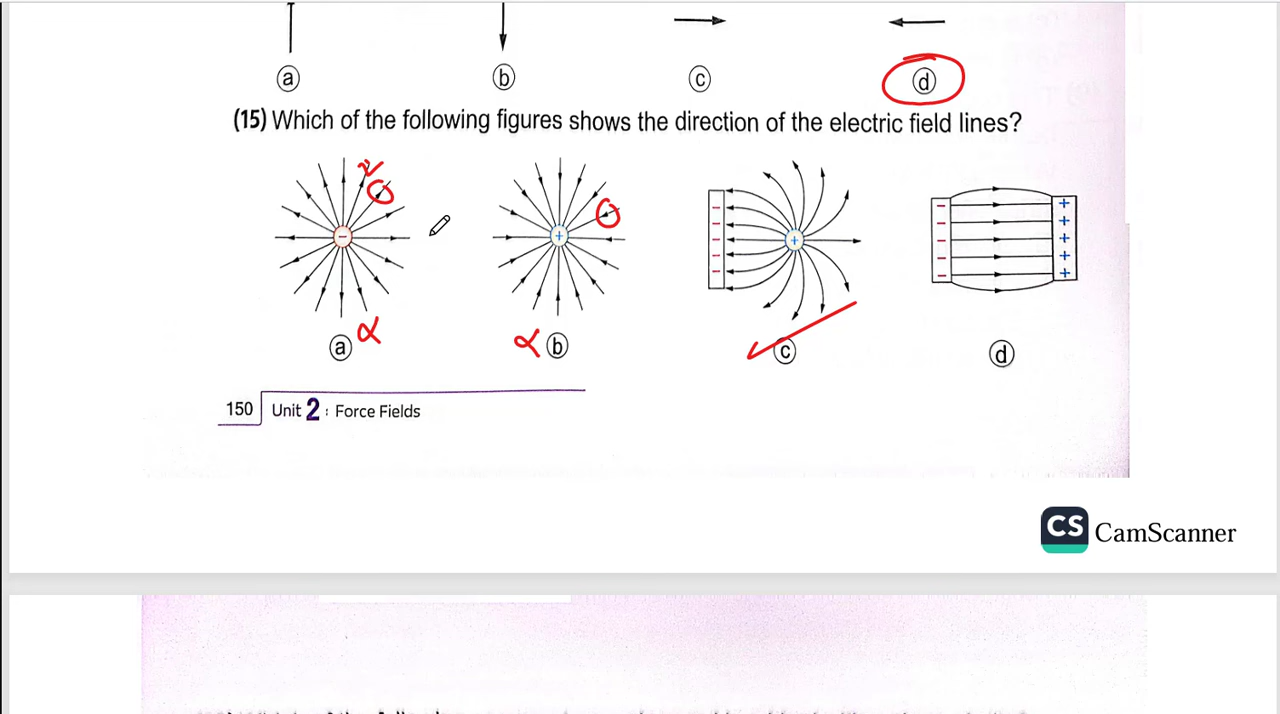 ⓐ ⓑ ⓒ ⓓ
(15) Which of the following figures shows the direction of the electric field lines?
ⓐ ⓑ ⓒ ⓓ
150 Unit 2 : Force Fields
CS CamScanner